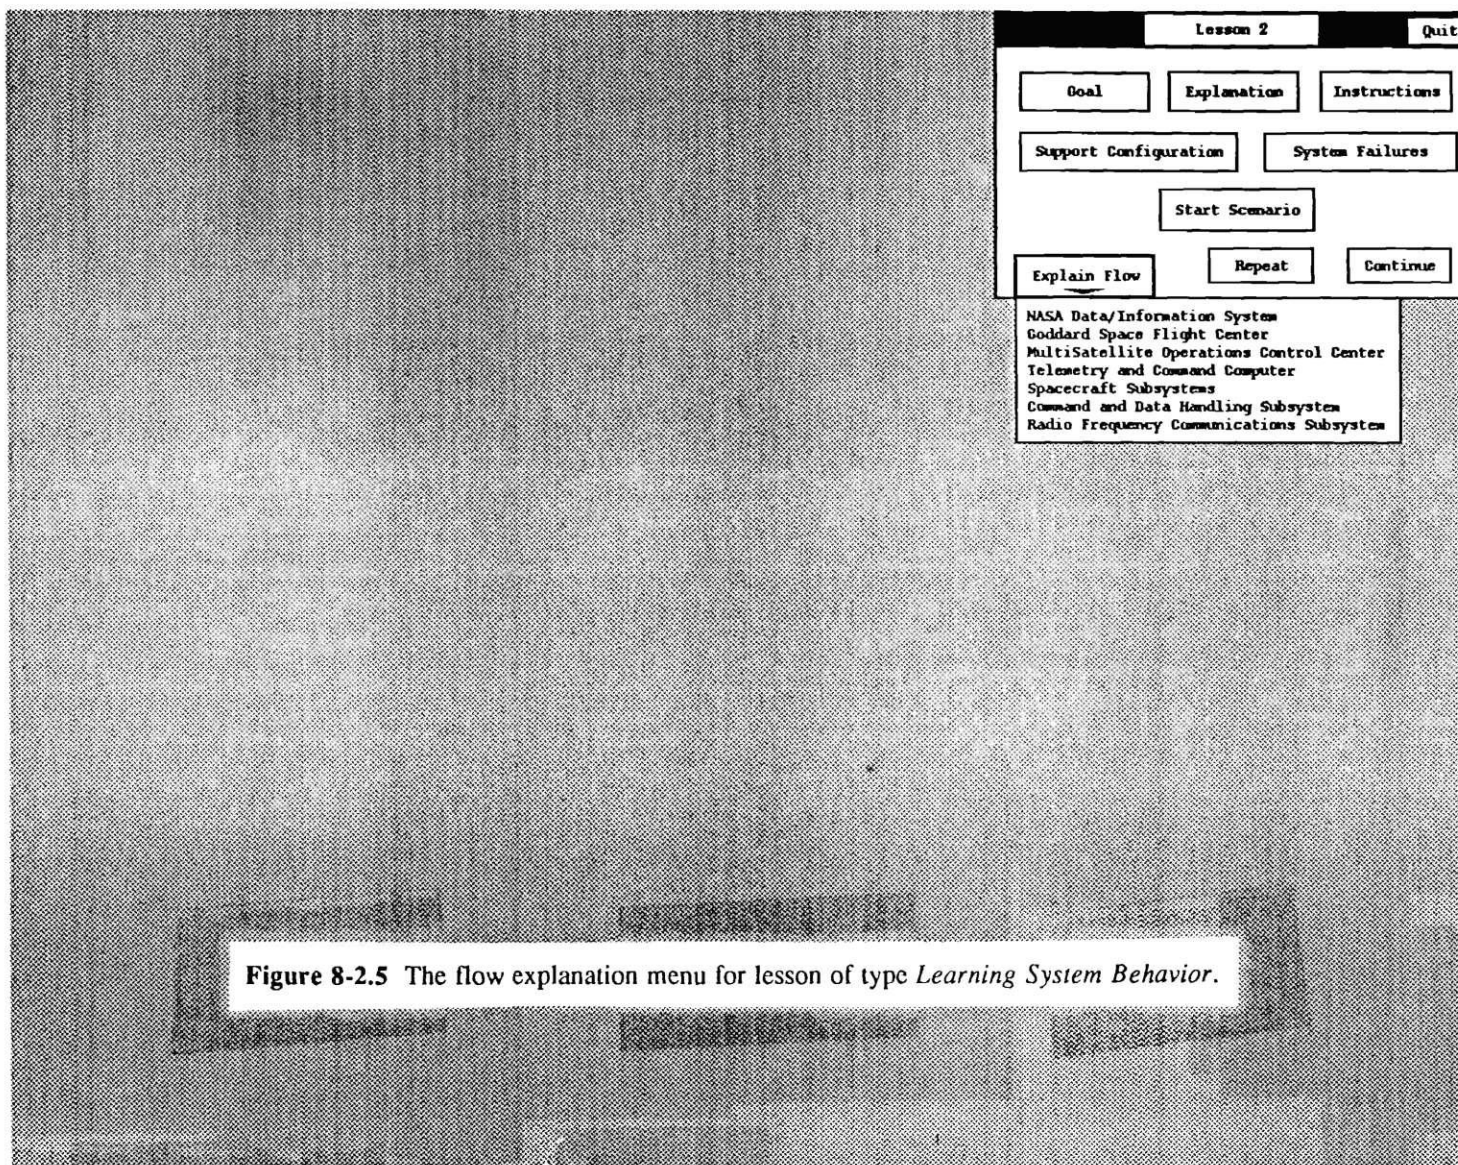 Lesson 2 Quit
Goal Explanation Instructions
Support Configuration System Failures
Start Scenario
Explain Flow Repeat Continue
NASA Data/Information System
Goddard Space Flight Center
MultiSatellite Operations Control Center
Telemetry and Command Computer
Spacecraft Subsystems
Command and Data Handling Subsystem
Radio Frequency Communications Subsystem
Figure 8-2.5 The flow explanation menu for lesson of type Learning System Behavior.